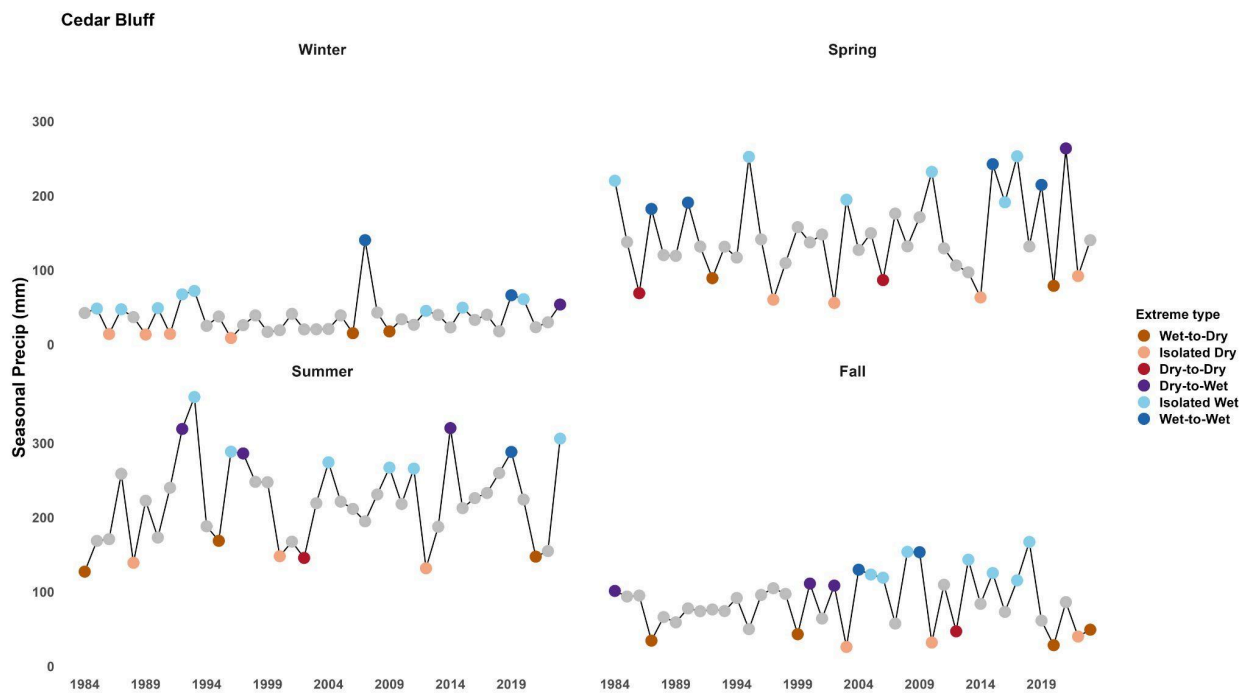 Cedar Bluff
Winter
Spring
Seasonal Precip (mm)
300
200
100
0
Summer
Fall
300
200
100
0
1984 1989 1994 1999 2004 2009 2014 2019
1984 1989 1994 1999 2004 2009 2014 2019
Extreme type
Wet-to-Dry
Isolated Dry
Dry-to-Dry
Dry-to-Wet
Isolated Wet
Wet-to-Wet